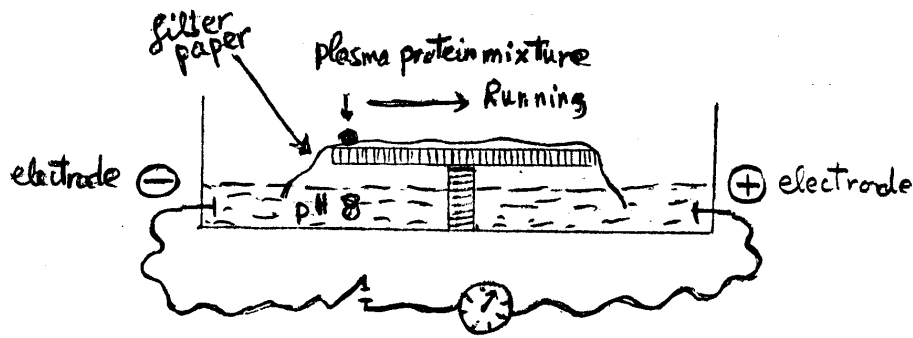 filter
paper
plasma protein mixture
Running
electrode
−
+ electrode
pH 8